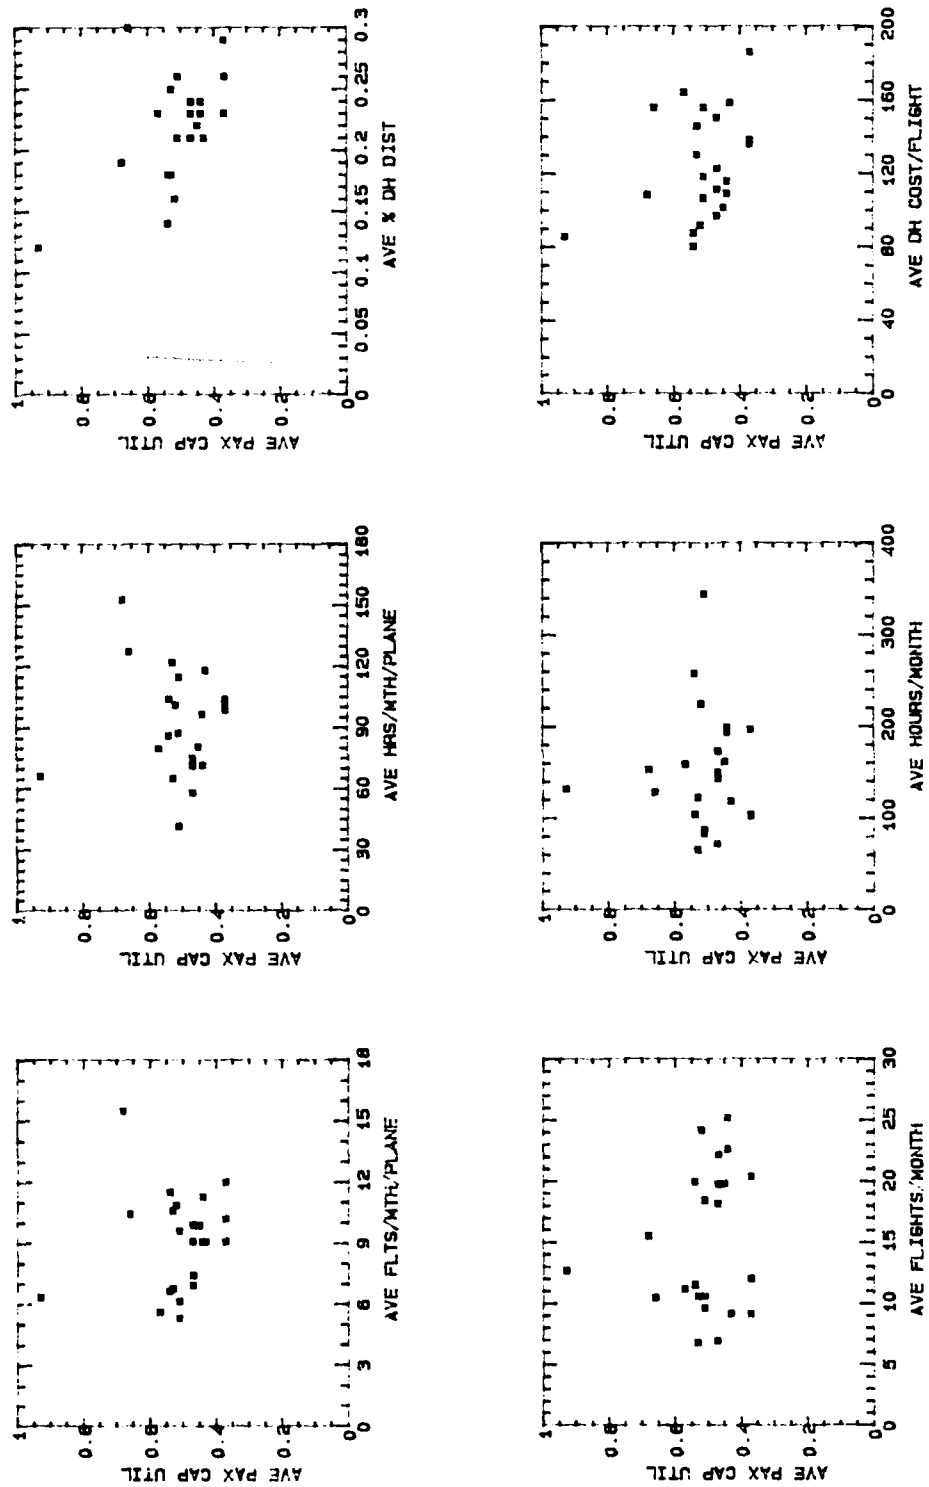 AVE PAX CAP UTIL
1
0.8
0.6
0.4
0.2
0
0 3 6 9 12 15 18
AVE FLTS/MTH/PLANE
AVE PAX CAP UTIL
1
0.8
0.6
0.4
0.2
0
0 30 60 90 120 150 180
AVE HRS/MTH/PLANE
AVE PAX CAP UTIL
1
0.8
0.6
0.4
0.2
0
0 0.05 0.1 0.15 0.2 0.25 0.3
AVE % DH DIST
AVE PAX CAP UTIL
1
0.8
0.6
0.4
0.2
0
0 5 10 15 20 25 30
AVE FLIGHTS/MONTH
AVE PAX CAP UTIL
1
0.8
0.6
0.4
0.2
0
0 100 200 300 400
AVE HOURS/MONTH
AVE PAX CAP UTIL
1
0.8
0.6
0.4
0.2
0
0 40 80 120 160 200
AVE DH COST/FLIGHT